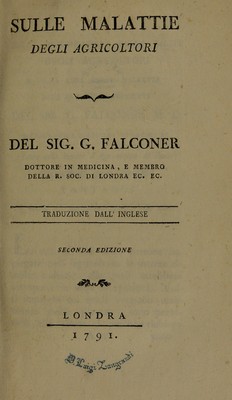 SULLE MALATTIE
DEGLI AGRICOLTORI
DEL SIG. G. FALCONER
DOTTORE IN MEDICINA, E MEMBRO
DELLA R. SOC. DI LONDRA EC. EC.
TRADUZIONE DALL' INGLESE
SECONDA EDIZIONE
LONDRA
1791.